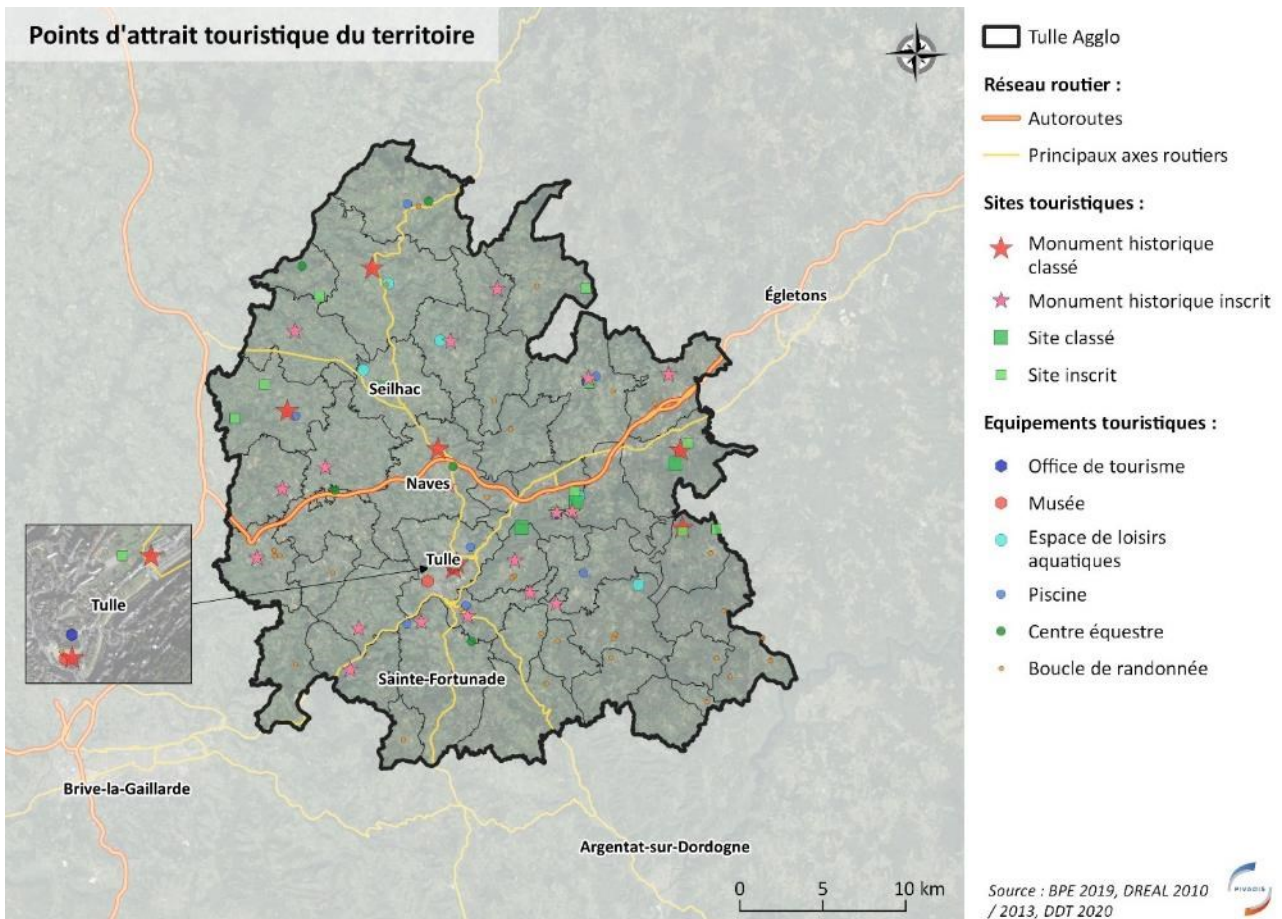 Points d'attrait touristique du territoire
Égletons
Seilhac
Naves
Tulle
Tulle
Sainte-Fortunade
Brive-la-Gaillarde
Argentat-sur-Dordogne
0 5 10 km
Tulle Agglo
Réseau routier :
Autoroutes
Principaux axes routiers
Sites touristiques :
Monument historique
classé
Monument historique inscrit
Site classé
Site inscrit
Equipements touristiques :
Office de tourisme
Musée
Espace de loisirs
aquatiques
Piscine
Centre équestre
Boucle de randonnée
Source : BPE 2019, DREAL 2010
/ 2013, DDT 2020
PIVADIS